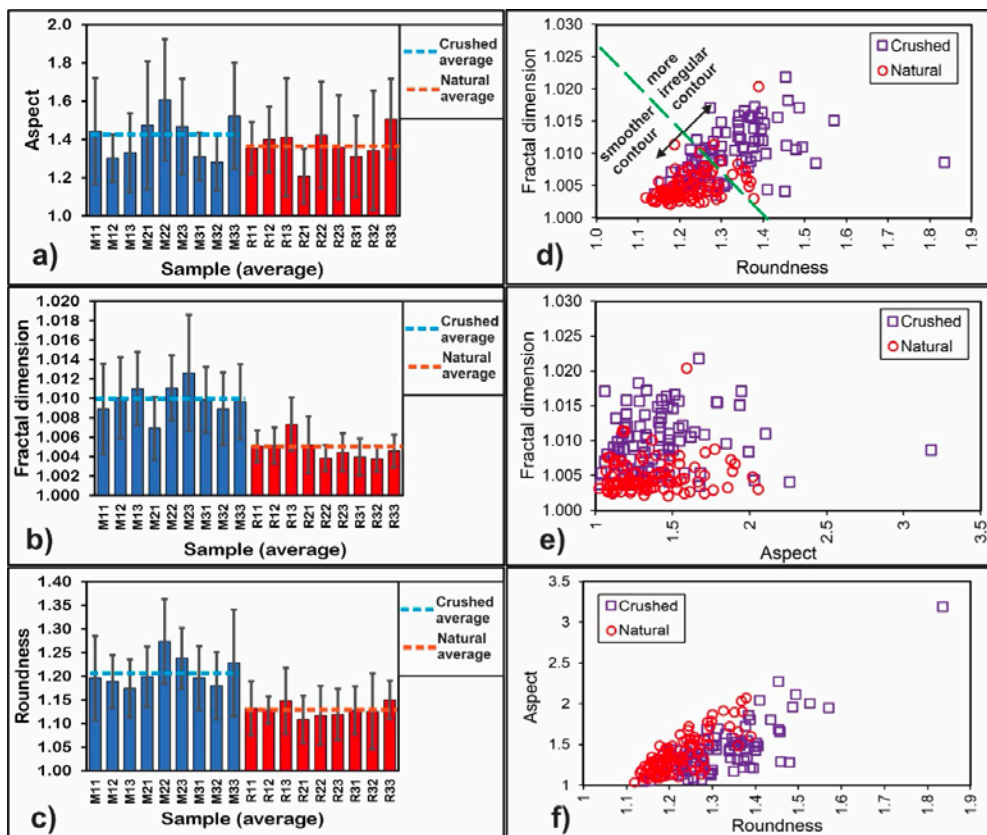 2.0
1.8
1.6
1.4
1.2
1.0
Aspect
M11 M12 M13 M21 M22 M23 M31 M32 M33 R11 R12 R13 R21 R22 R23 R31 R32 R33
Sample (average)
Crushed
average
Natural
average
a)
1.020
1.018
1.016
1.014
1.012
1.010
1.008
1.006
1.004
1.002
1.000
Fractal dimension
M11 M12 M13 M21 M22 M23 M31 M32 M33 R11 R12 R13 R21 R22 R23 R31 R32 R33
Sample (average)
Crushed
average
Natural
average
b)
1.40
1.35
1.30
1.25
1.20
1.15
1.10
1.05
1.00
Roundness
M11 M12 M13 M21 M22 M23 M31 M32 M33 R11 R12 R13 R21 R22 R23 R31 R32 R33
Sample (average)
Crushed
average
Natural
average
c)
1.030
1.025
1.020
1.015
1.010
1.005
1.000
Fractal dimension
more
irregular
contour
smoother
contour
Crushed
Natural
1.0 1.1 1.2 1.3 1.4 1.5 1.6 1.7 1.8 1.9
Roundness
d)
1.030
1.025
1.020
1.015
1.010
1.005
1.000
Fractal dimension
Crushed
Natural
1 1.5 2 2.5 3 3.5
Aspect
e)
3.5
3
2.5
2
1.5
1
Aspect
Crushed
Natural
1 1.1 1.2 1.3 1.4 1.5 1.6 1.7 1.8 1.9
Roundness
f)